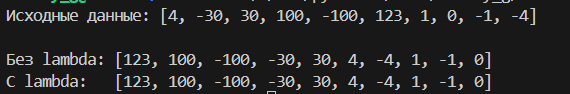 Исходные данные: [4, -30, 30, 100, -100, 123, 1, 0, -1, -4]
Без lambda: [123, 100, -100, -30, 30, 4, -4, 1, -1, 0]
С lambda: [123, 100, -100, -30, 30, 4, -4, 1, -1, 0]